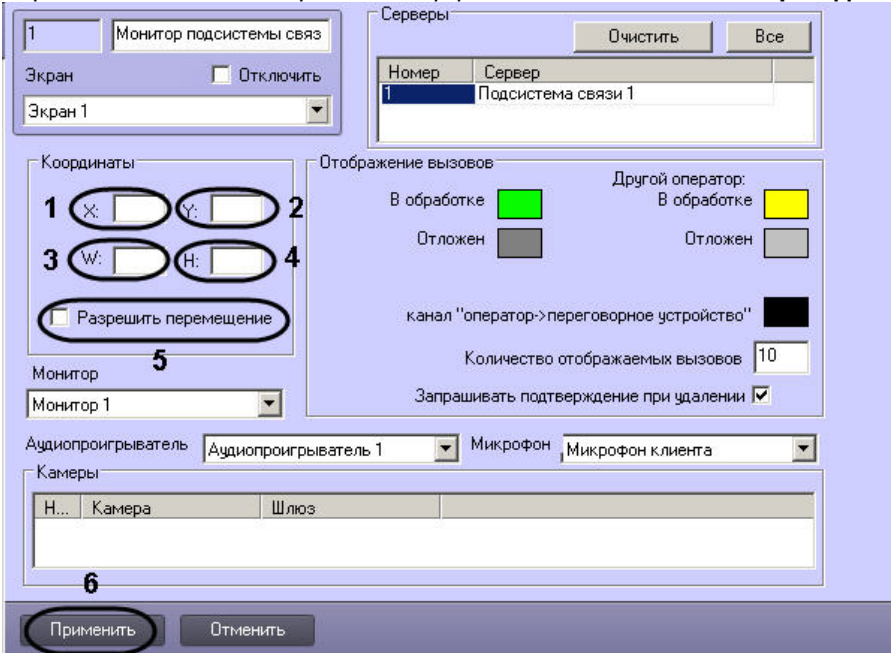 1 Монитор подсистемы связ
Экран Отключить
Экран 1
Серверы
Очистить Все
Номер Сервер
1 Подсистема связи 1
Координаты
1 X: Y: 2
3 W: H: 4
Разрешить перемещение
5
Отображение вызовов
Другой оператор:
В обработке В обработке
Отложен Отложен
канал "оператор->переговорное устройство"
Количество отображаемых вызовов 10
Запрашивать подтверждение при удалении
Монитор
Монитор 1
Аудиопроигрыватель Аудиопроигрыватель 1 Микрофон Микрофон клиента
Камеры
Н... Камера Шлюз
6
Применить Отменить